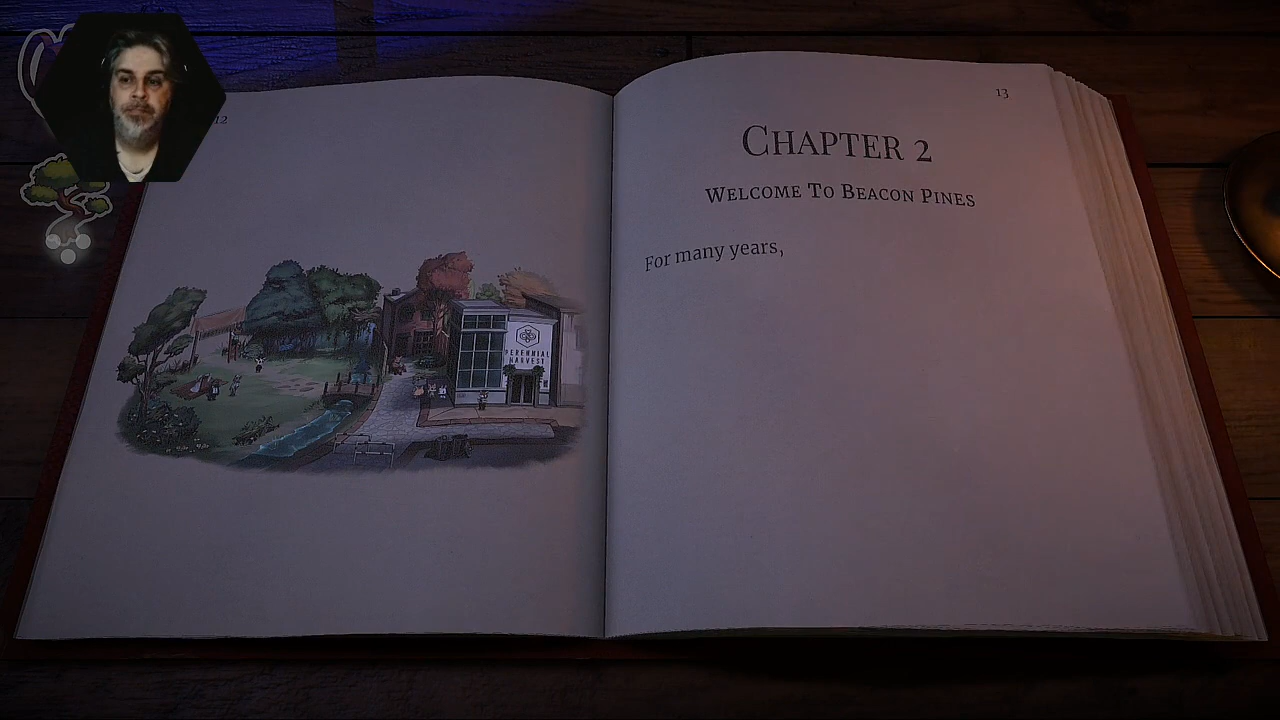 12
PERENNIAL
HARVEST
13
CHAPTER 2
WELCOME TO BEACON PINES
For many years,